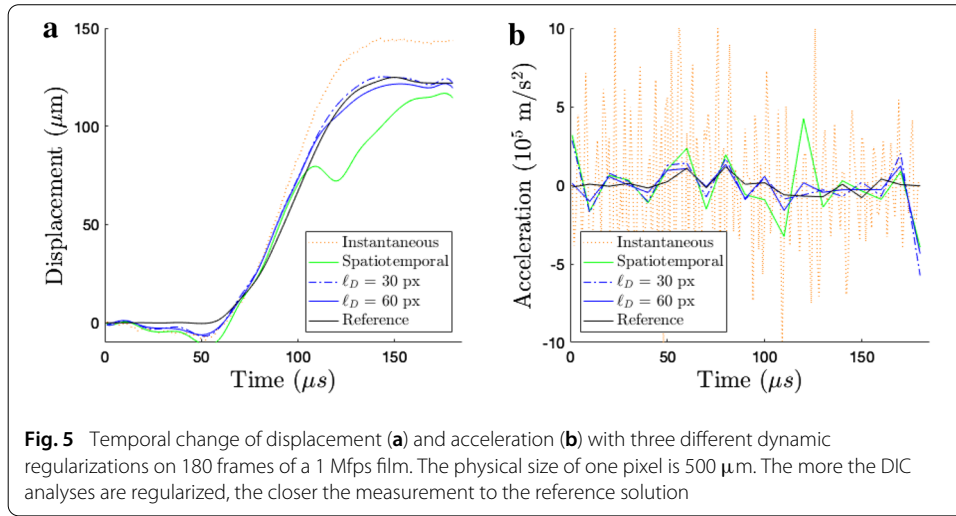 a
b
150
100
50
0
Displacement (μm)
0
50
100
150
Time (μs)
Instantaneous
Spatiotemporal
ℓ_D = 30 px
ℓ_D = 60 px
Reference
10
5
0
-5
-10
Acceleration (10⁵ m/s²)
0
50
100
150
Time (μs)
Instantaneous
Spatiotemporal
ℓ_D = 30 px
ℓ_D = 60 px
Reference
Fig. 5 Temporal change of displacement (a) and acceleration (b) with three different dynamic
regularizations on 180 frames of a 1 Mfps film. The physical size of one pixel is 500 μm. The more the DIC
analyses are regularized, the closer the measurement to the reference solution